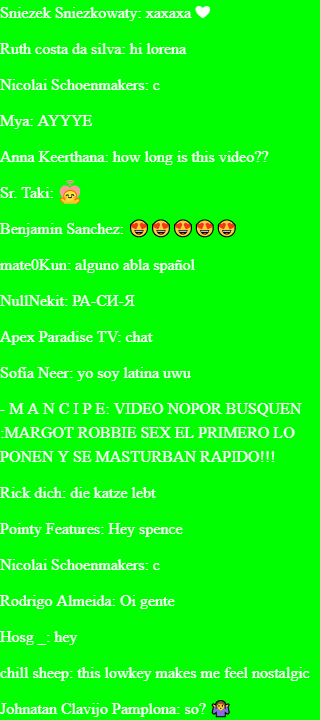 Sniezek Sniezkowaty: xaxaxa 🤍
Ruth costa da silva: hi lorena
Nicolai Schoenmakers: c
Mya: AYYYE
Anna Keerthana: how long is this video??
Sr. Taki:
Benjamin Sanchez: 😍😍😍😍😍
mate0Kun: alguno abla spañol
NullNekit: РА-СИ-Я
Apex Paradise TV: chat
Sofía Neer: yo soy latina uwu
- M A N C I P E: VIDEO NOPOR BUSQUEN
:MARGOT ROBBIE SEX EL PRIMERO LO
PONEN Y SE MASTURBAN RAPIDO!!!
Rick dich: die katze lebt
Pointy Features: Hey spence
Nicolai Schoenmakers: c
Rodrigo Almeida: Oi gente
Hosg _: hey
chill sheep: this lowkey makes me feel nostalgic
Johnatan Clavijo Pamplona: so? 🤷🏽‍♀️